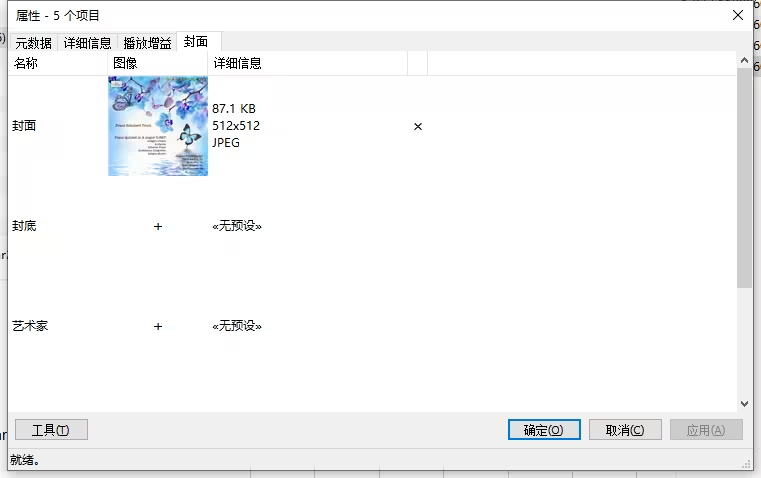 属性 - 5 个项目
元数据 详细信息 播放增益 封面
名称 图像 详细信息
封面
87.1 KB
512x512
JPEG
封底 + «无预设»
艺术家 + «无预设»
工具(T) 确定(O) 取消(C) 应用(A)
就绪。